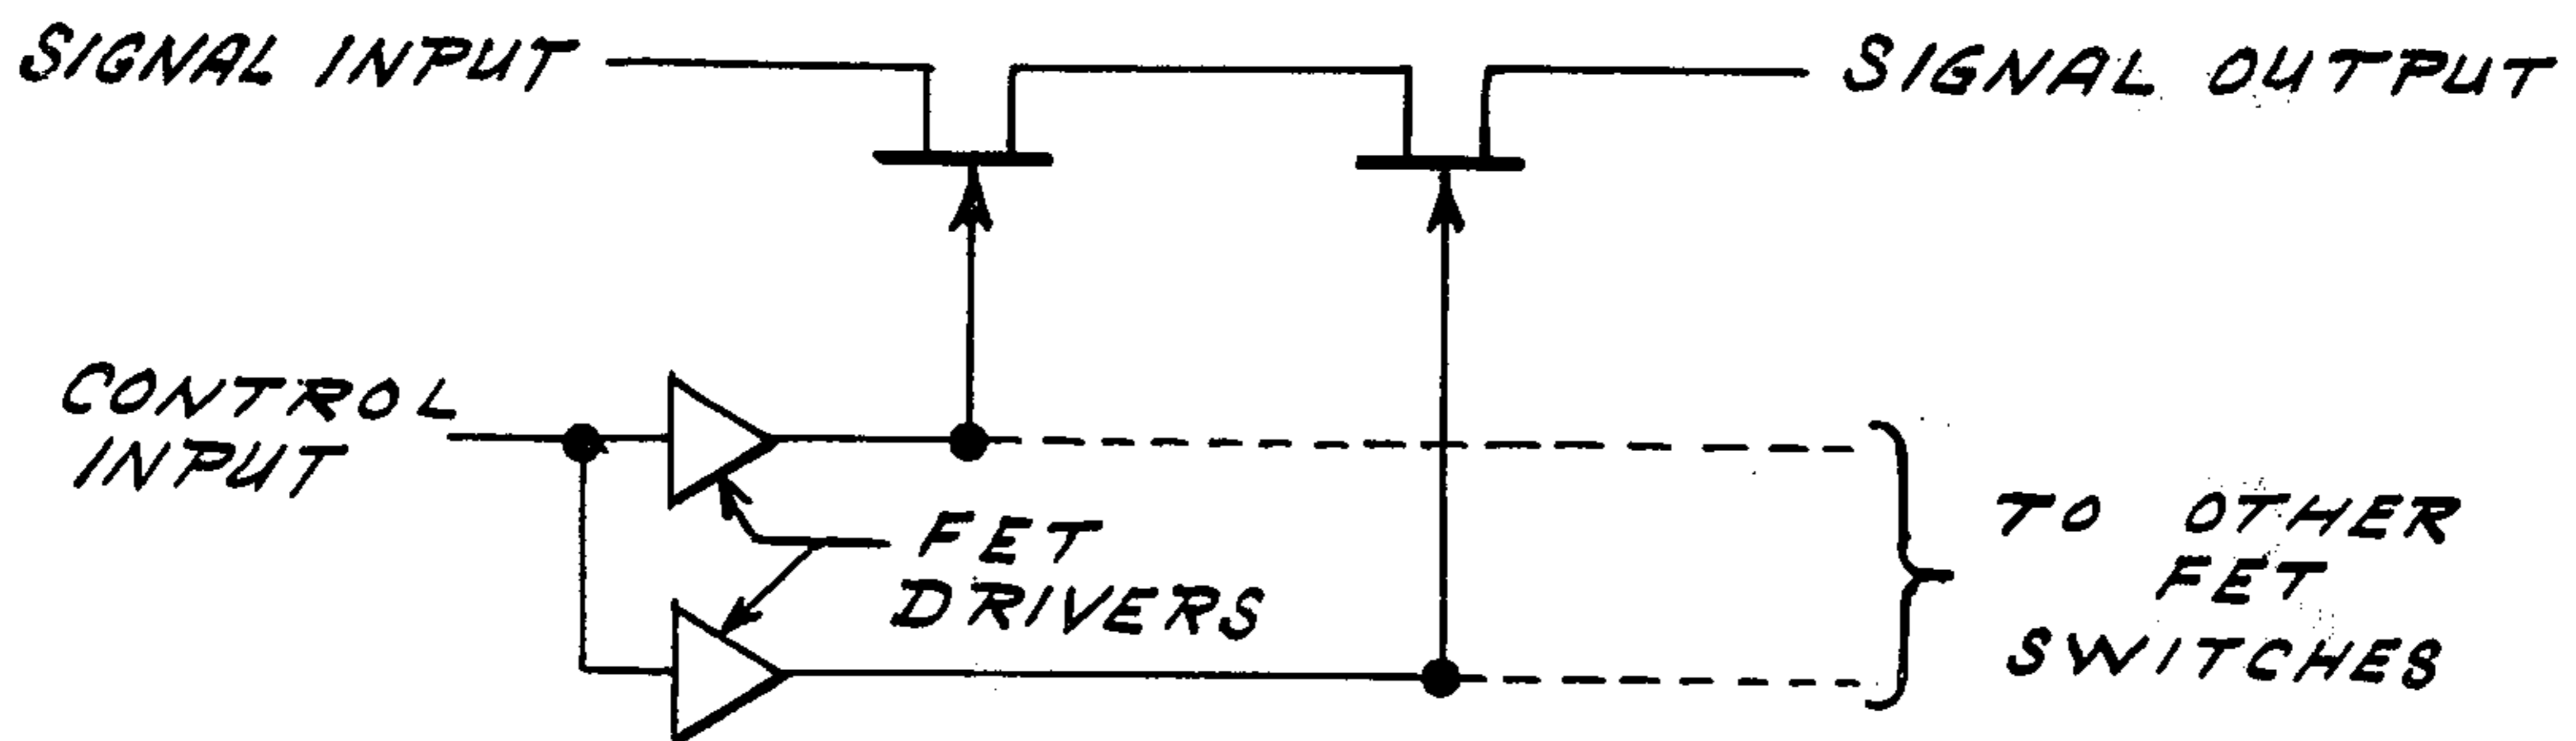 SIGNAL INPUT
SIGNAL OUTPUT
CONTROL
INPUT
FET
DRIVERS
TO OTHER
FET
SWITCHES